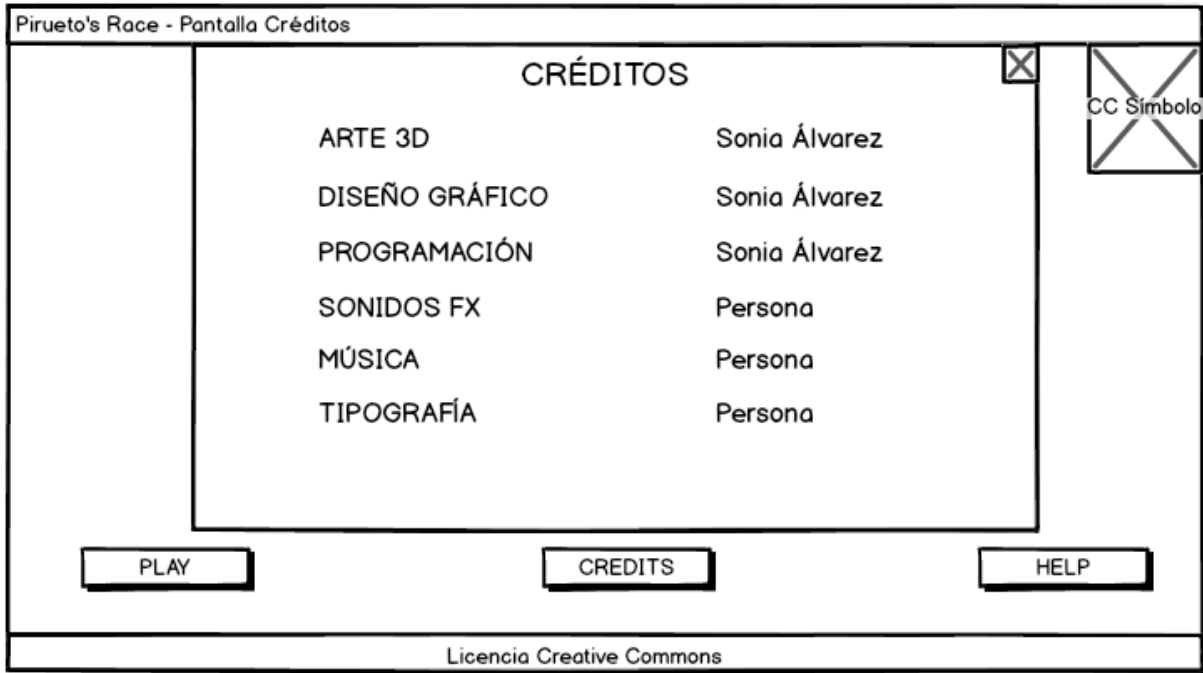 Pirueto's Race - Pantalla Créditos
CRÉDITOS
CC Símbolo
ARTE 3D Sonia Álvarez
DISEÑO GRÁFICO Sonia Álvarez
PROGRAMACIÓN Sonia Álvarez
SONIDOS FX Persona
MÚSICA Persona
TIPOGRAFÍA Persona
PLAY CREDITS HELP
Licencia Creative Commons